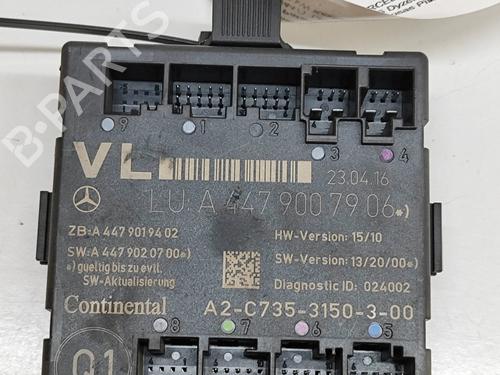 B-PARTS
9
1
2
3
4
VL
23.04.16
LU: A 447 900 79 06 *)
ZB: A 447 901 94 02
HW-Version: 15/10
SW: A 447 902 07 00 *)
SW-Version: 13/20/00 *)
*) gueltig bis zu evtl.
SW-Aktualisierung
Diagnostic ID: 024002
Continental
A2-C735-3150-3-00
8
7
6
5
Q1